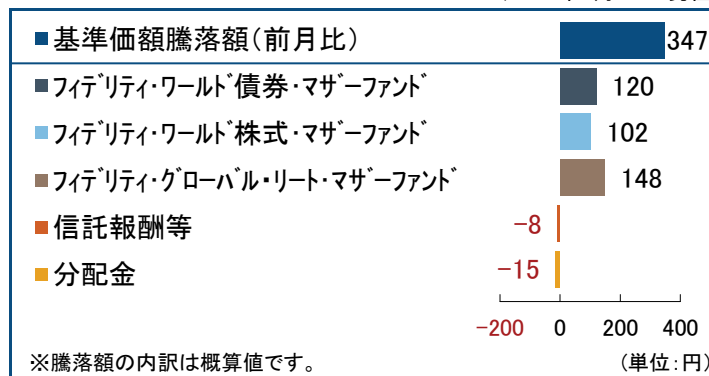 基準価額騰落額(前月比) 347
フィデリティ・ワールド債券・マザーファンド 120
フィデリティ・ワールド株式・マザーファンド 102
フィデリティ・グローバル・リート・マザーファンド 148
信託報酬等 -8
分配金 -15
-200 0 200 400
※騰落額の内訳は概算値です。 (単位:円)